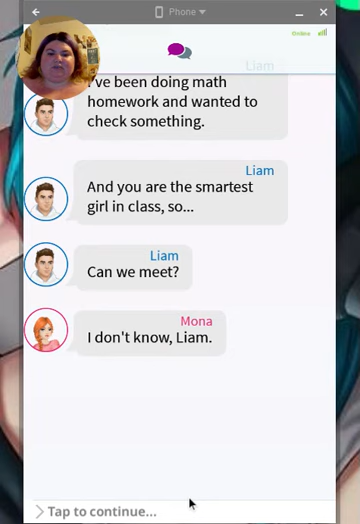 Phone
Online
Liam
I've been doing math
homework and wanted to
check something.
Liam
And you are the smartest
girl in class, so...
Liam
Can we meet?
Mona
I don't know, Liam.
Tap to continue...